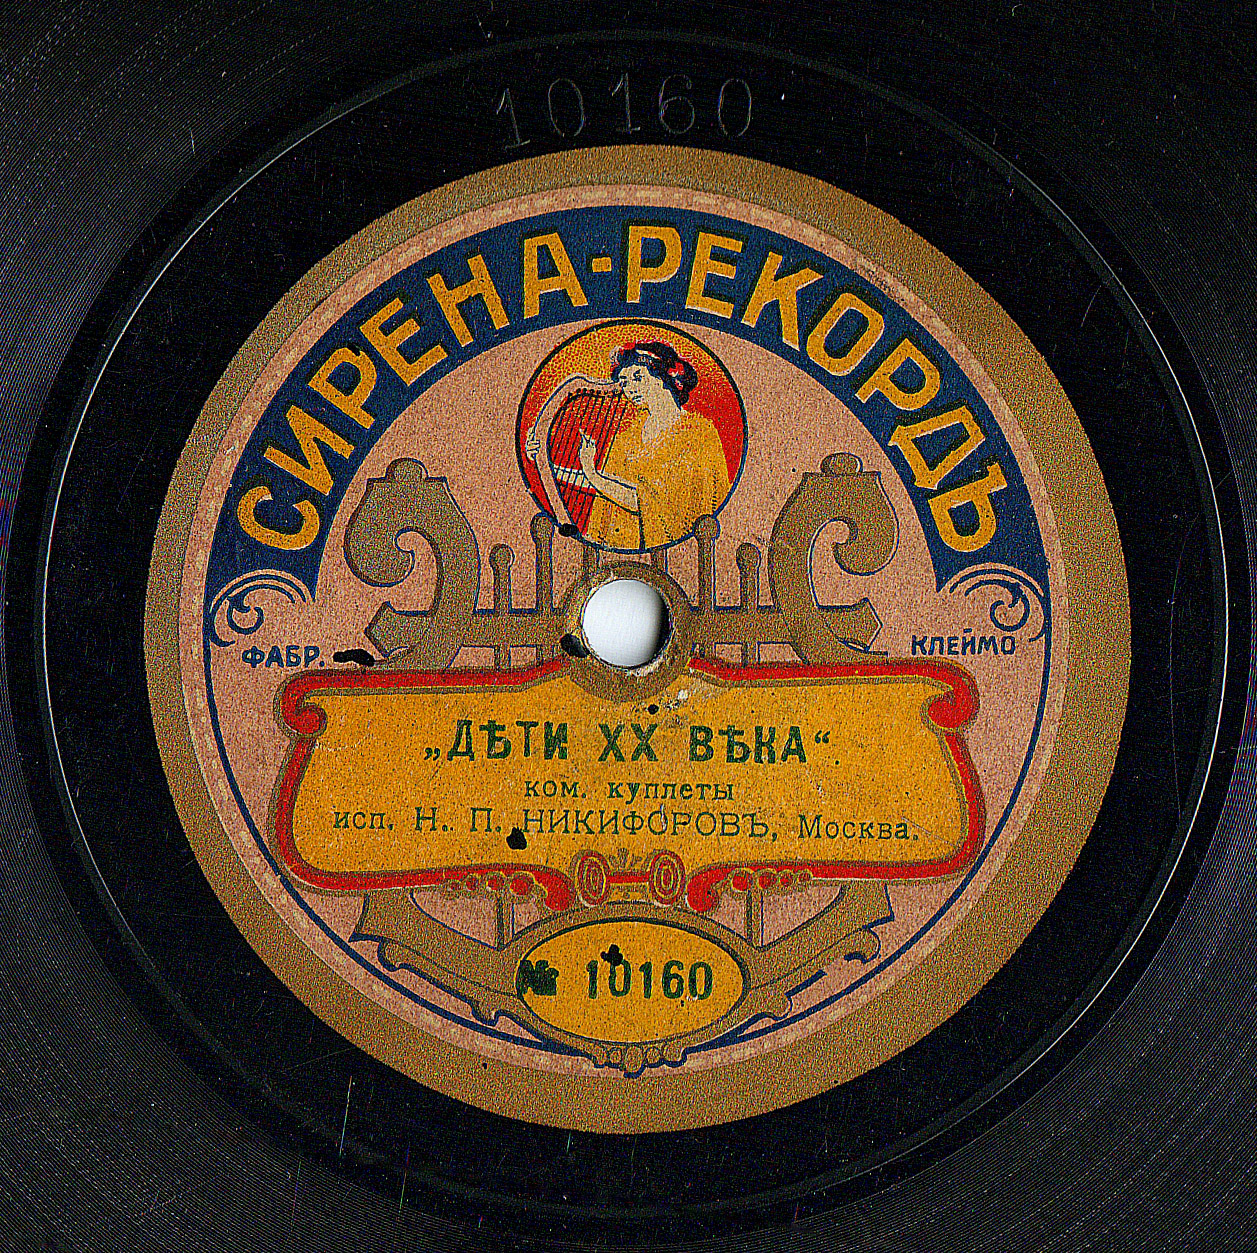 10160
СИРЕНА-РЕКОРДЪ
ФАБР. КЛЕЙМО
„ДѢТИ XX ВѢКА“.
ком. куплеты
исп. Н. П. НИКИФОРОВЪ, Москва.
№ 10160